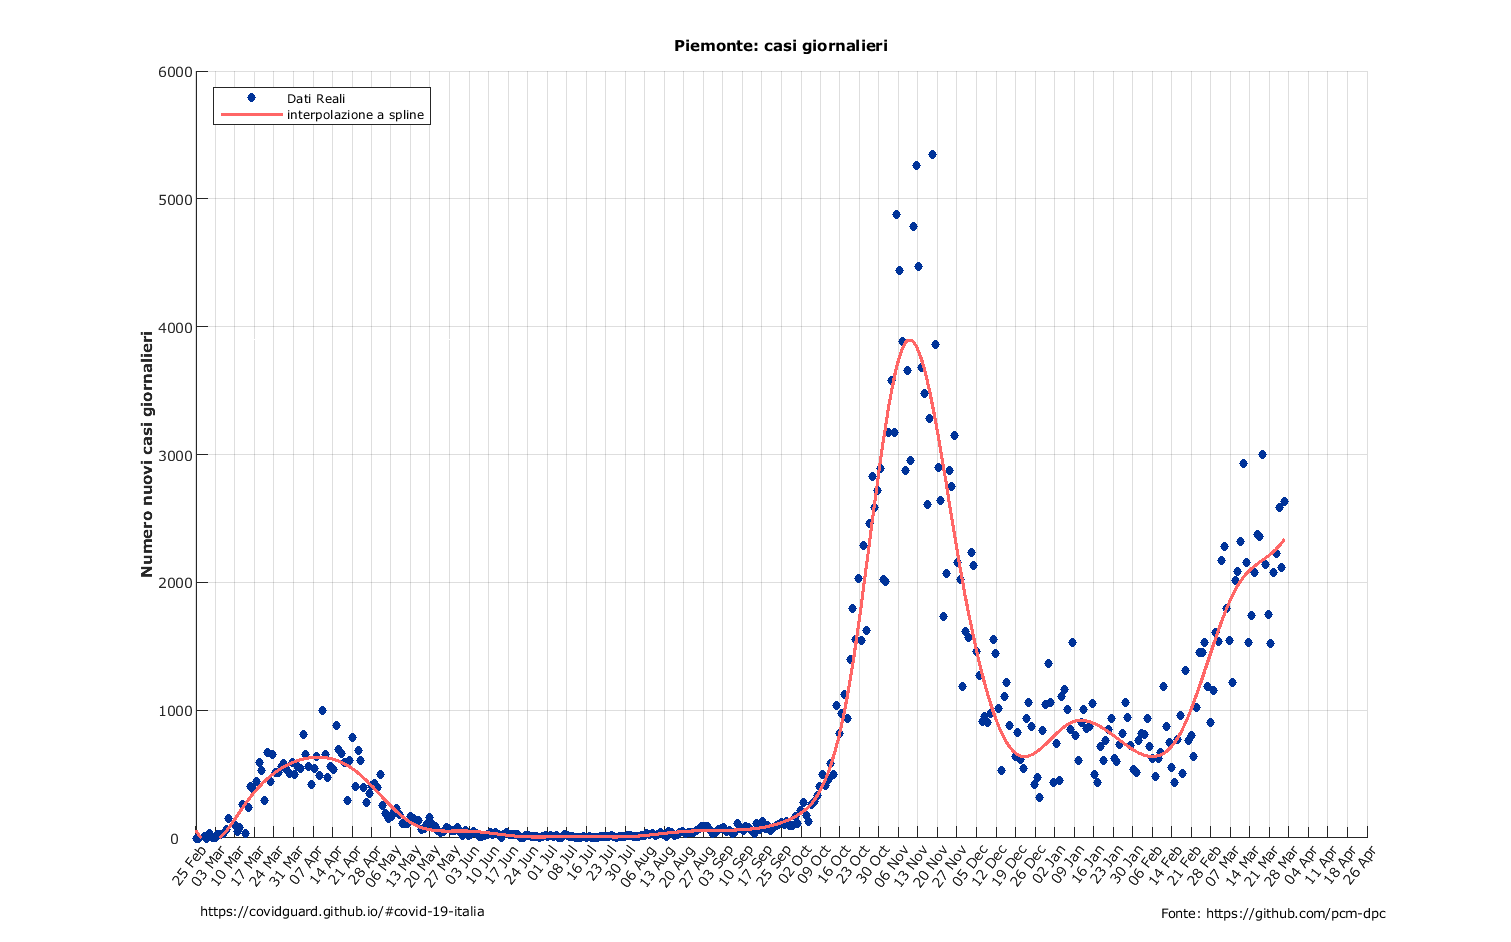 Piemonte: casi giornalieri
Dati Reali
interpolazione a spline
Numero nuovi casi giornalieri
6000
5000
4000
3000
2000
1000
0
25 Feb
03 Mar
10 Mar
17 Mar
24 Mar
31 Mar
07 Apr
14 Apr
21 Apr
28 Apr
06 May
13 May
20 May
27 May
03 Jun
10 Jun
17 Jun
24 Jun
01 Jul
08 Jul
16 Jul
23 Jul
30 Jul
06 Aug
13 Aug
20 Aug
27 Aug
03 Sep
10 Sep
17 Sep
25 Sep
02 Oct
09 Oct
16 Oct
23 Oct
30 Oct
06 Nov
13 Nov
20 Nov
27 Nov
05 Dec
12 Dec
19 Dec
26 Jan
02 Jan
09 Jan
16 Jan
23 Jan
30 Jan
06 Feb
14 Feb
21 Feb
28 Feb
07 Mar
14 Mar
21 Mar
28 Mar
04 Apr
11 Apr
18 Apr
26 Apr
https://covidguard.github.io/#covid-19-italia
Fonte: https://github.com/pcm-dpc